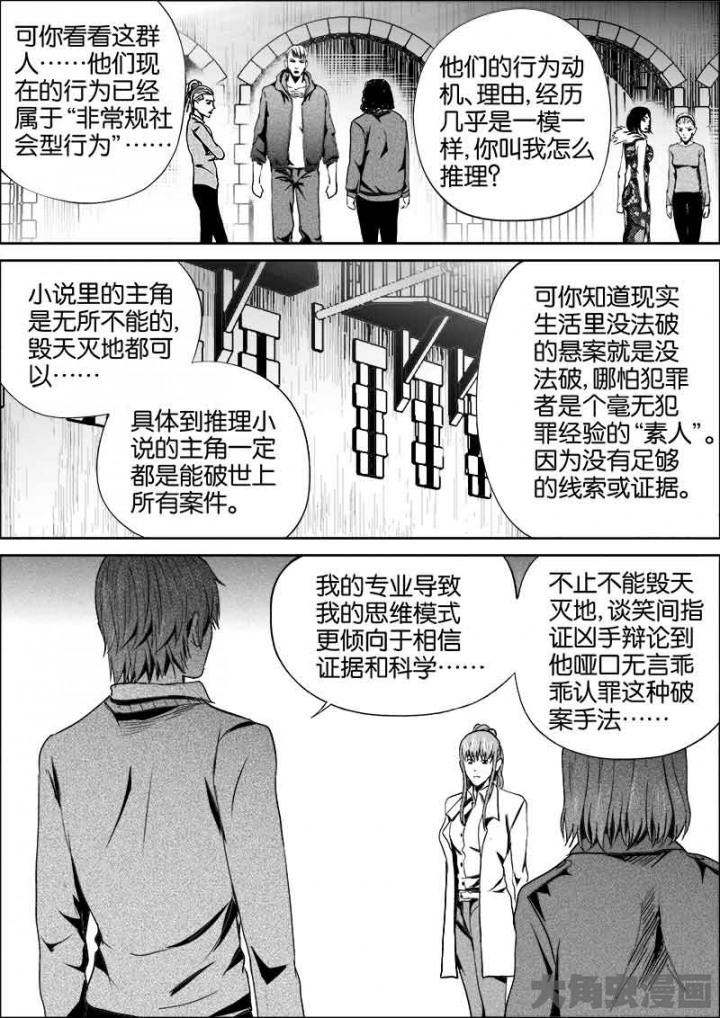 可你看看这群
人……他们现
在的行为已经
属于“非常规社
会型行为”……
他们的行为动
机、理由,经历
几乎是一模一
样,你叫我怎么
推理?
小说里的主角
是无所不能的,
毁天灭地都可
以……
具体到推理小
说的主角一定
都是能破世上
所有案件。
可你知道现实
生活里没法破
的悬案就是没
法破,哪怕犯罪
者是个毫无犯
罪经验的“素人”。
因为没有足够
的线索或证据。
我的专业导致
我的思维模式
更倾向于相信
证据和科学……
不止不能毁天
灭地,谈笑间指
证凶手辩论到
他哑口无言乖
乖认罪这种破
案手法……
大角虫漫画